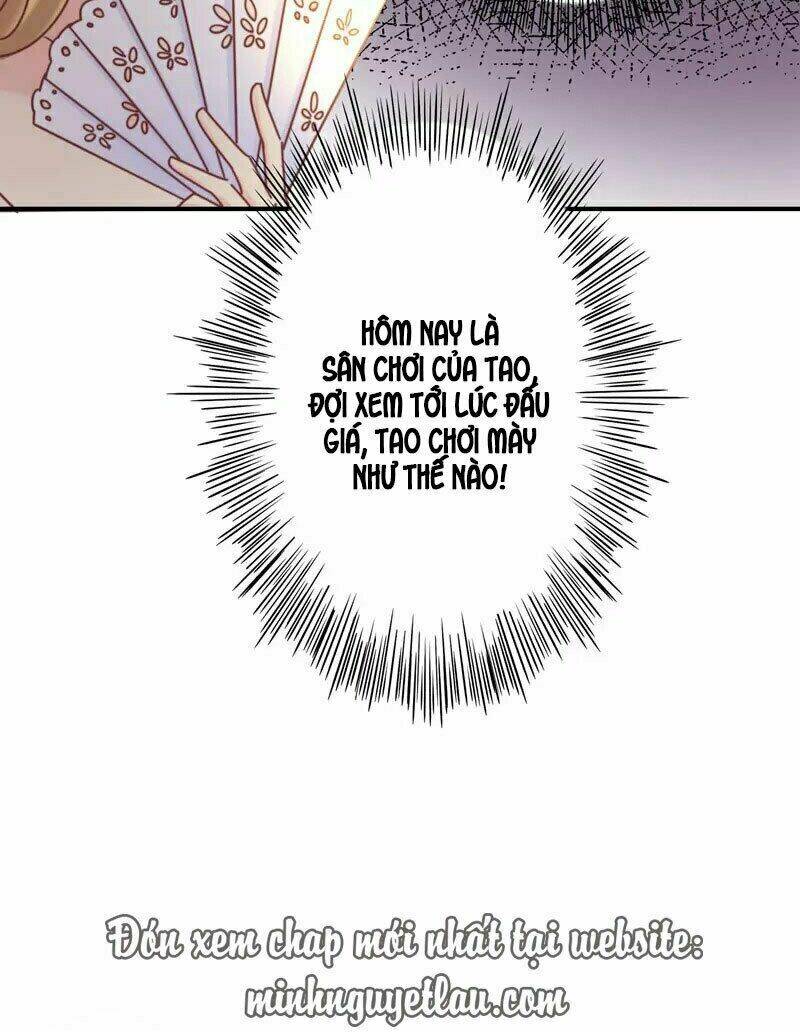 HÔM NAY LÀ
SÂN CHƠI CỦA TAO,
ĐỢI XEM TỚI LÚC ĐẤU
GIÁ, TAO CHƠI MÀY
NHƯ THẾ NÀO!
Đón xem chap mới nhất tại website:
minhnguyetlau.com